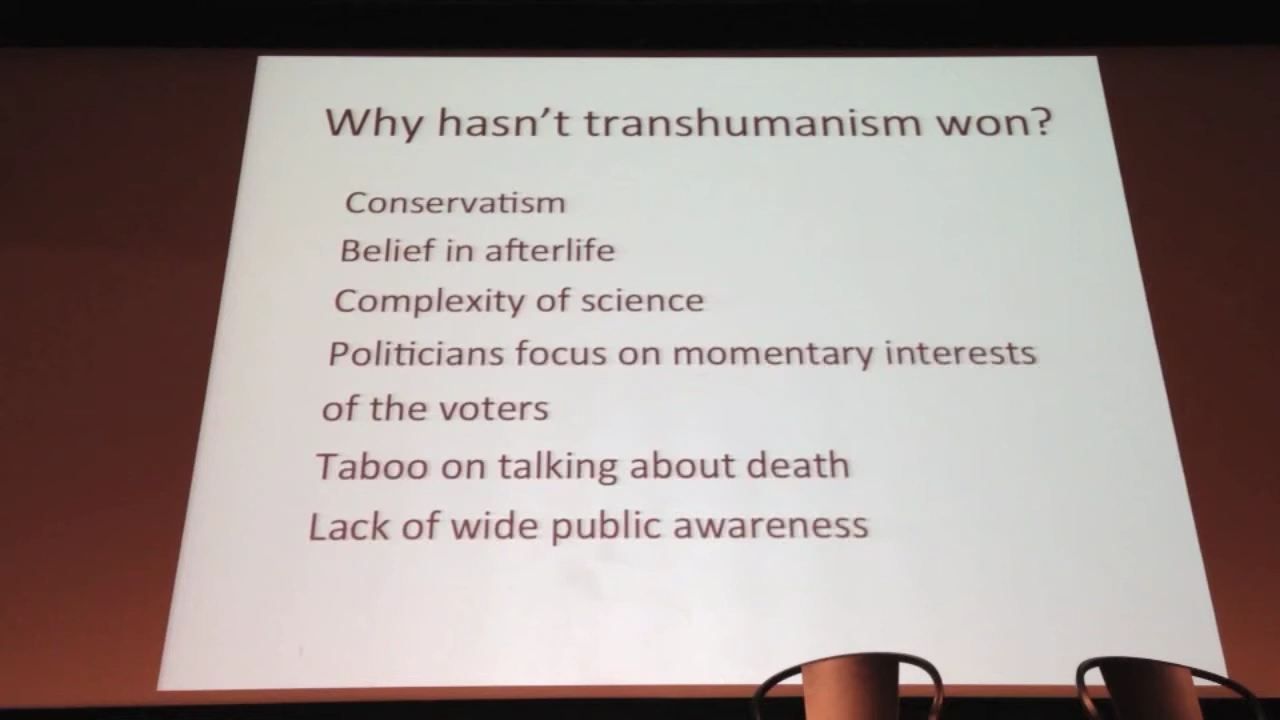 Why hasn't transhumanism won?
Conservatism
Belief in afterlife
Complexity of science
Politicians focus on momentary interests
of the voters
Taboo on talking about death
Lack of wide public awareness